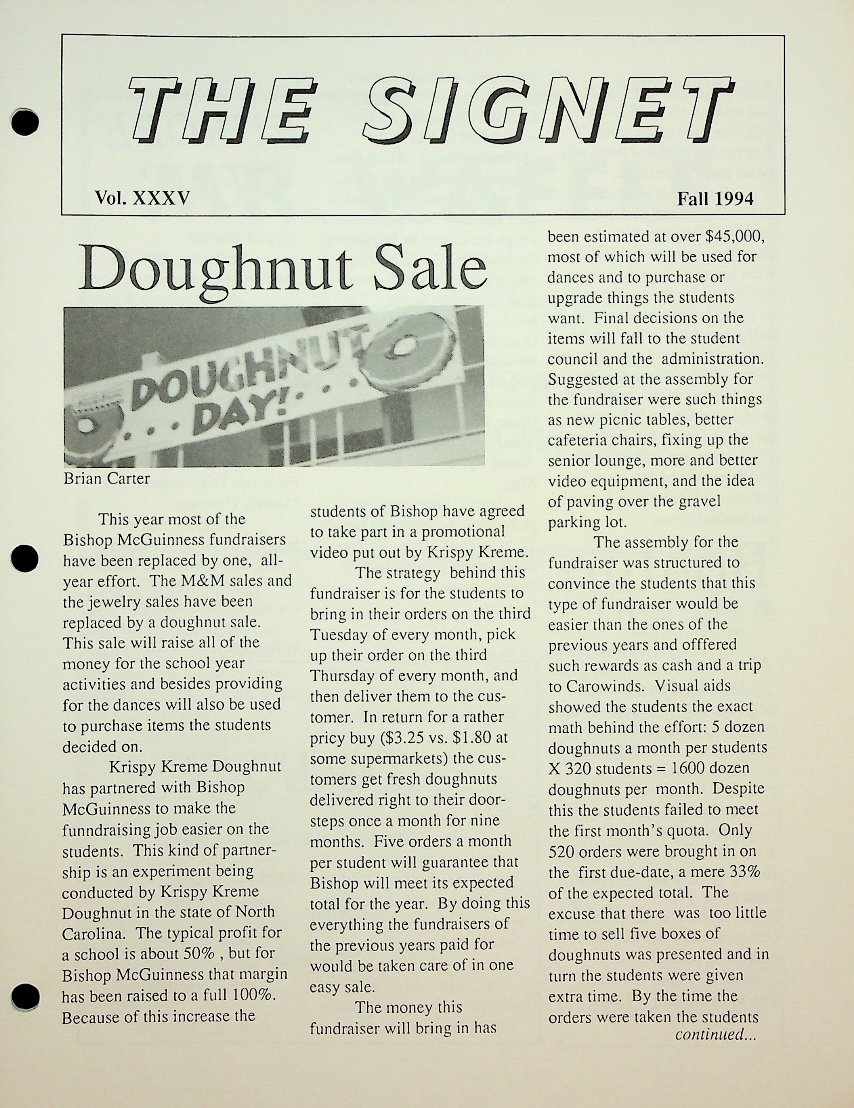 THE SIGNET
Vol. XXXV
Fall 1994
Doughnut Sale
DOUGHNUT
DAY!
Brian Carter
This year most of the
Bishop McGuinness fundraisers
have been replaced by one, all-
year effort. The M&M sales and
the jewelry sales have been
replaced by a doughnut sale.
This sale will raise all of the
money for the school year
activities and besides providing
for the dances will also be used
to purchase items the students
decided on.
Krispy Kreme Doughnut
has partnered with Bishop
McGuinness to make the
funndraising job easier on the
students. This kind of partner-
ship is an experiment being
conducted by Krispy Kreme
Doughnut in the state of North
Carolina. The typical profit for
a school is about 50% , but for
Bishop McGuinness that margin
has been raised to a full 100%.
Because of this increase the
students of Bishop have agreed
to take part in a promotional
video put out by Krispy Kreme.
The strategy behind this
fundraiser is for the students to
bring in their orders on the third
Tuesday of every month, pick
up their order on the third
Thursday of every month, and
then deliver them to the cus-
tomer. In return for a rather
pricy buy ($3.25 vs. $1.80 at
some supermarkets) the cus-
tomers get fresh doughnuts
delivered right to their door-
steps once a month for nine
months. Five orders a month
per student will guarantee that
Bishop will meet its expected
total for the year. By doing this
everything the fundraisers of
the previous years paid for
would be taken care of in one
easy sale.
The money this
fundraiser will bring in has
been estimated at over $45,000,
most of which will be used for
dances and to purchase or
upgrade things the students
want. Final decisions on the
items will fall to the student
council and the administration.
Suggested at the assembly for
the fundraiser were such things
as new picnic tables, better
cafeteria chairs, fixing up the
senior lounge, more and better
video equipment, and the idea
of paving over the gravel
parking lot.
The assembly for the
fundraiser was structured to
convince the students that this
type of fundraiser would be
easier than the ones of the
previous years and offfered
such rewards as cash and a trip
to Carowinds. Visual aids
showed the students the exact
math behind the effort: 5 dozen
doughnuts a month per students
X 320 students = 1600 dozen
doughnuts per month. Despite
this the students failed to meet
the first month's quota. Only
520 orders were brought in on
the first due-date, a mere 33%
of the expected total. The
excuse that there was too little
time to sell five boxes of
doughnuts was presented and in
turn the students were given
extra time. By the time the
orders were taken the students
continued...